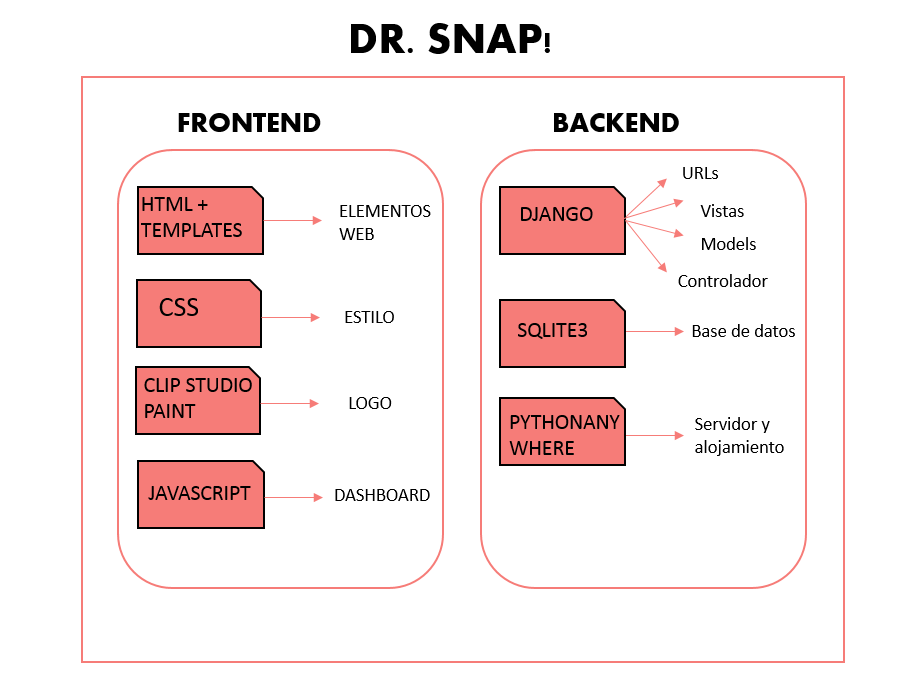 DR. SNAP!
FRONTEND
HTML +
TEMPLATES
ELEMENTOS
WEB
CSS
ESTILO
CLIP STUDIO
PAINT
LOGO
JAVASCRIPT
DASHBOARD
BACKEND
DJANGO
URLs
Vistas
Models
Controlador
SQLITE3
Base de datos
PYTHONANY
WHERE
Servidor y
alojamiento